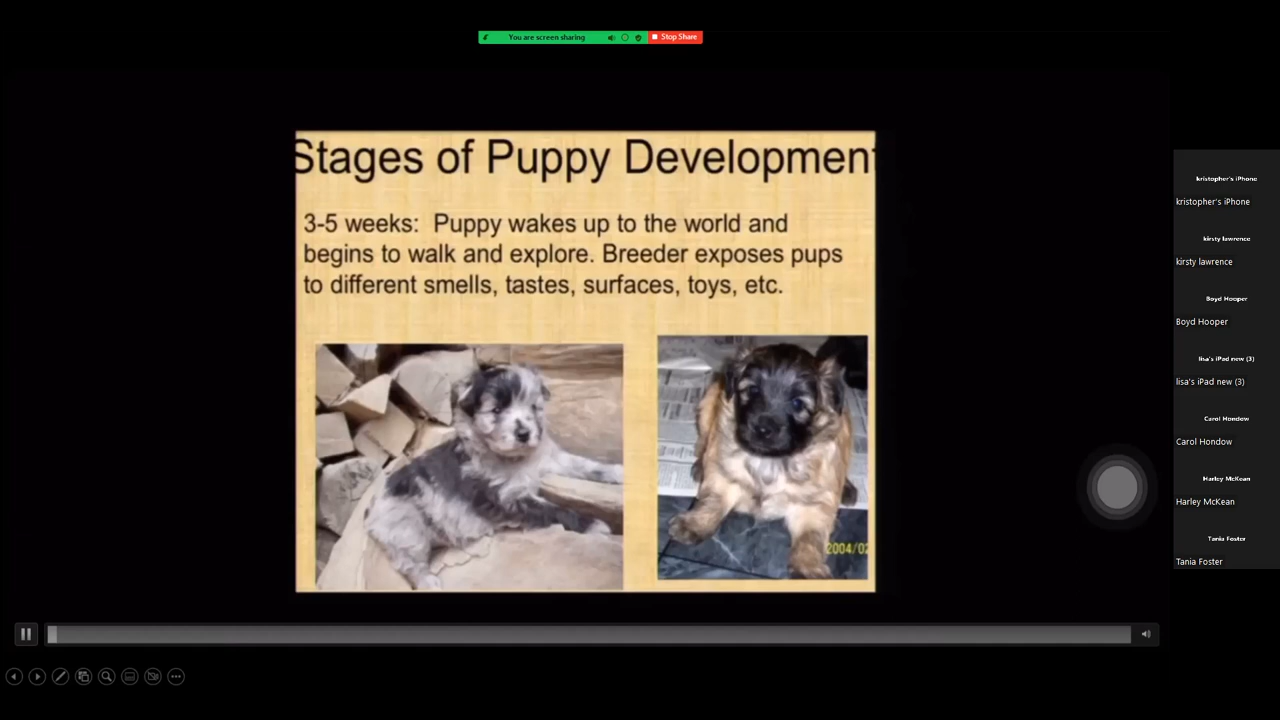 You are screen sharing
Stop Share
Stages of Puppy Development
3-5 weeks: Puppy wakes up to the world and
begins to walk and explore. Breeder exposes pups
to different smells, tastes, surfaces, toys, etc.
2004/02
kristopher's iPhone
kristopher's iPhone
kirsty lawrence
kirsty lawrence
Boyd Hooper
Boyd Hooper
lisa's iPad new (3)
lisa's iPad new (3)
Carol Hondow
Carol Hondow
Harley McKean
Harley McKean
Tania Foster
Tania Foster